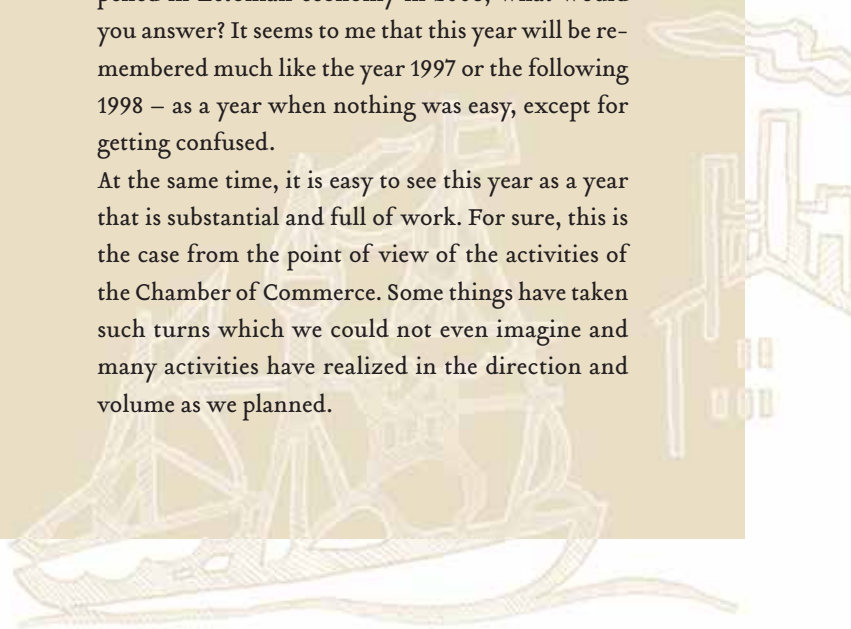 you answer? It seems to me that this year will be re-
membered much like the year 1997 or the following
1998 – as a year when nothing was easy, except for
getting confused.
At the same time, it is easy to see this year as a year
that is substantial and full of work. For sure, this is
the case from the point of view of the activities of
the Chamber of Commerce. Some things have taken
such turns which we could not even imagine and
many activities have realized in the direction and
volume as we planned.